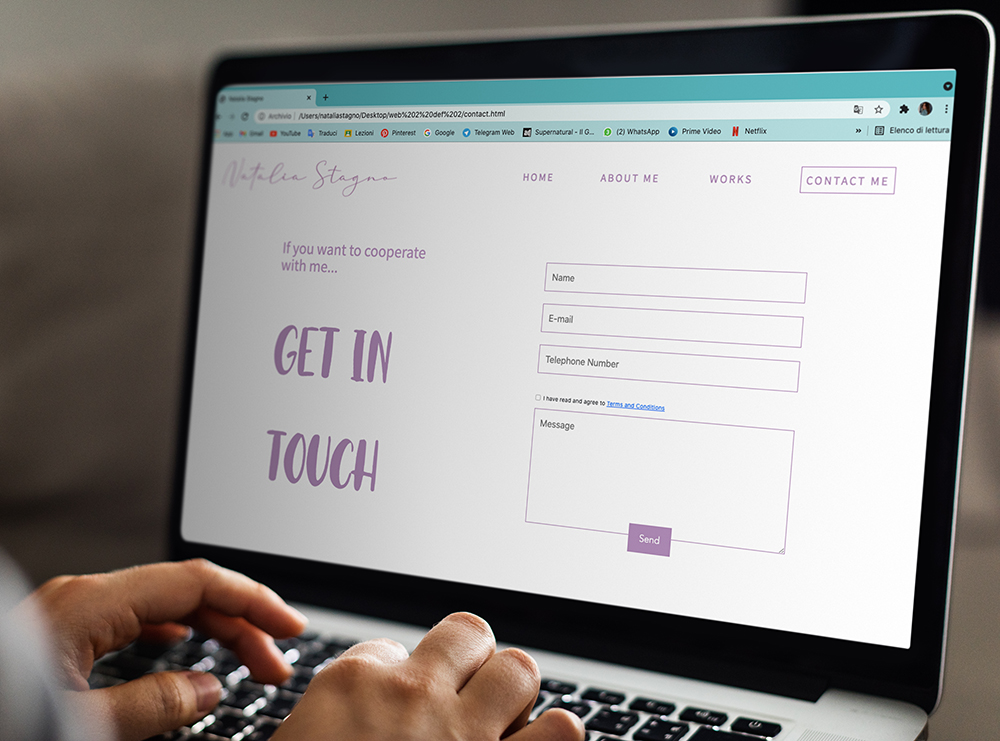 Natalia Stagno
Archivio | /Users/nataliastagno/Desktop/web%202%20def%202/contact.html
App Gmail YouTube Traduci Lezioni Pinterest Google Telegram Web Supernatural - Il G... (2) WhatsApp Prime Video Netflix » Elenco di lettura
Natalia Stagno HOME ABOUT ME WORKS CONTACT ME
If you want to cooperate
with me...
GET IN
TOUCH
Name
E-mail
Telephone Number
I have read and agree to Terms and Conditions
Message
Send